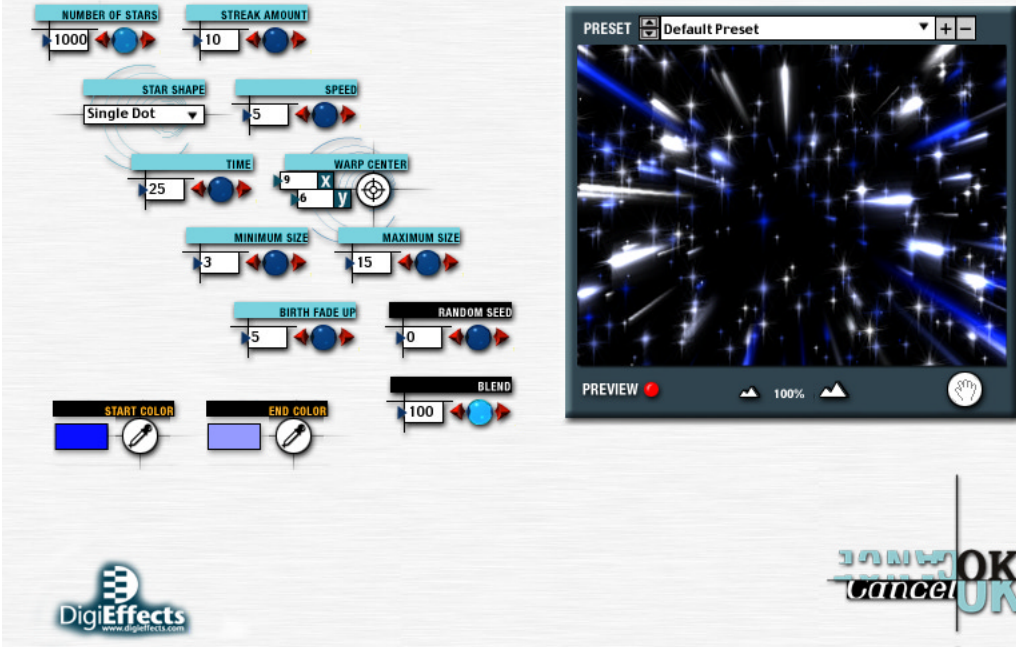 NUMBER OF STARS
1000
STREAK AMOUNT
10
STAR SHAPE
Single Dot
SPEED
5
TIME
25
WARP CENTER
9 x
6 y
MINIMUM SIZE
3
MAXIMUM SIZE
15
BIRTH FADE UP
5
RANDOM SEED
0
BLEND
100
START COLOR
END COLOR
PRESET Default Preset + −
PREVIEW 100%
DigiEffects
www.digieffects.com
CANCEL
Cancel
OK
OK